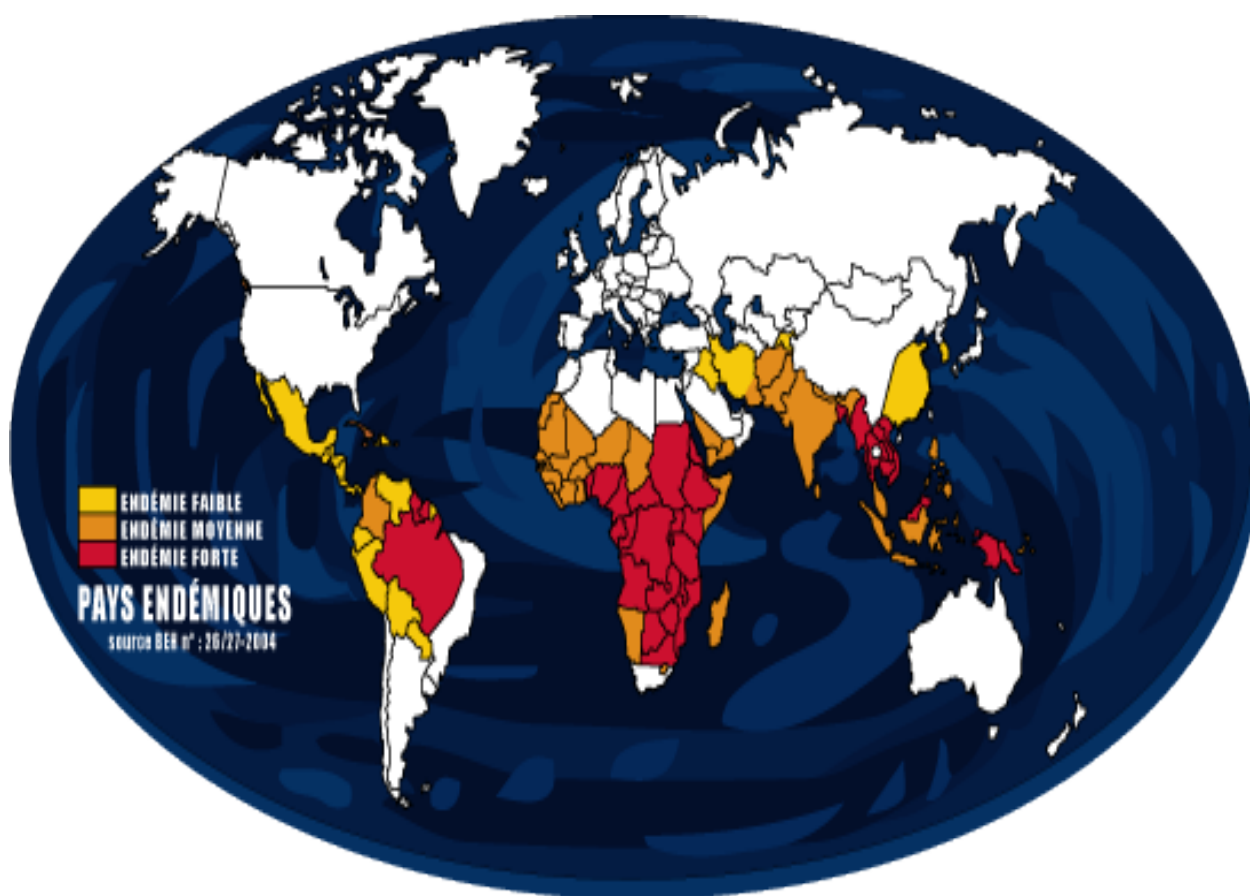 ENDÉMIE FAIBLE
ENDÉMIE MOYENNE
ENDÉMIE FORTE
PAYS ENDÉMIQUES
source BEH n° : 26/27-2004